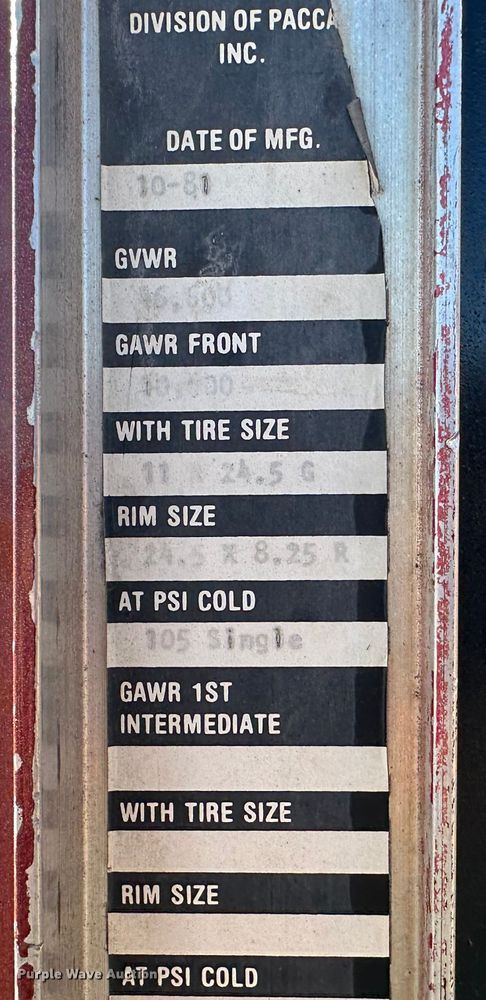 DIVISION OF PACCA
INC.
DATE OF MFG.
10-81
GVWR
GAWR FRONT
WITH TIRE SIZE
11 24.5 G
RIM SIZE
24.5 X 8.25 R
AT PSI COLD
105 Single
GAWR 1ST
INTERMEDIATE
WITH TIRE SIZE
RIM SIZE
Purple Wave Auction
AT PSI COLD